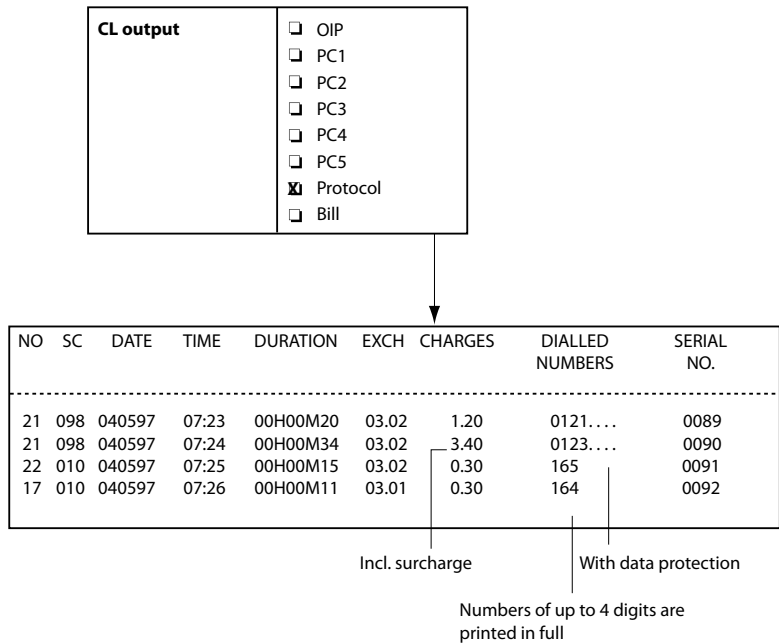 CL output
❏ OIP
❏ PC1
❏ PC2
❏ PC3
❏ PC4
❏ PC5
☒ Protocol
❏ Bill
NO SC DATE TIME DURATION EXCH CHARGES DIALLED NUMBERS SERIAL NO.
21 098 040597 07:23 00H00M20 03.02 1.20 0121.... 0089
21 098 040597 07:24 00H00M34 03.02 3.40 0123.... 0090
22 010 040597 07:25 00H00M15 03.02 0.30 165 0091
17 010 040597 07:26 00H00M11 03.01 0.30 164 0092
Incl. surcharge
With data protection
Numbers of up to 4 digits are
printed in full